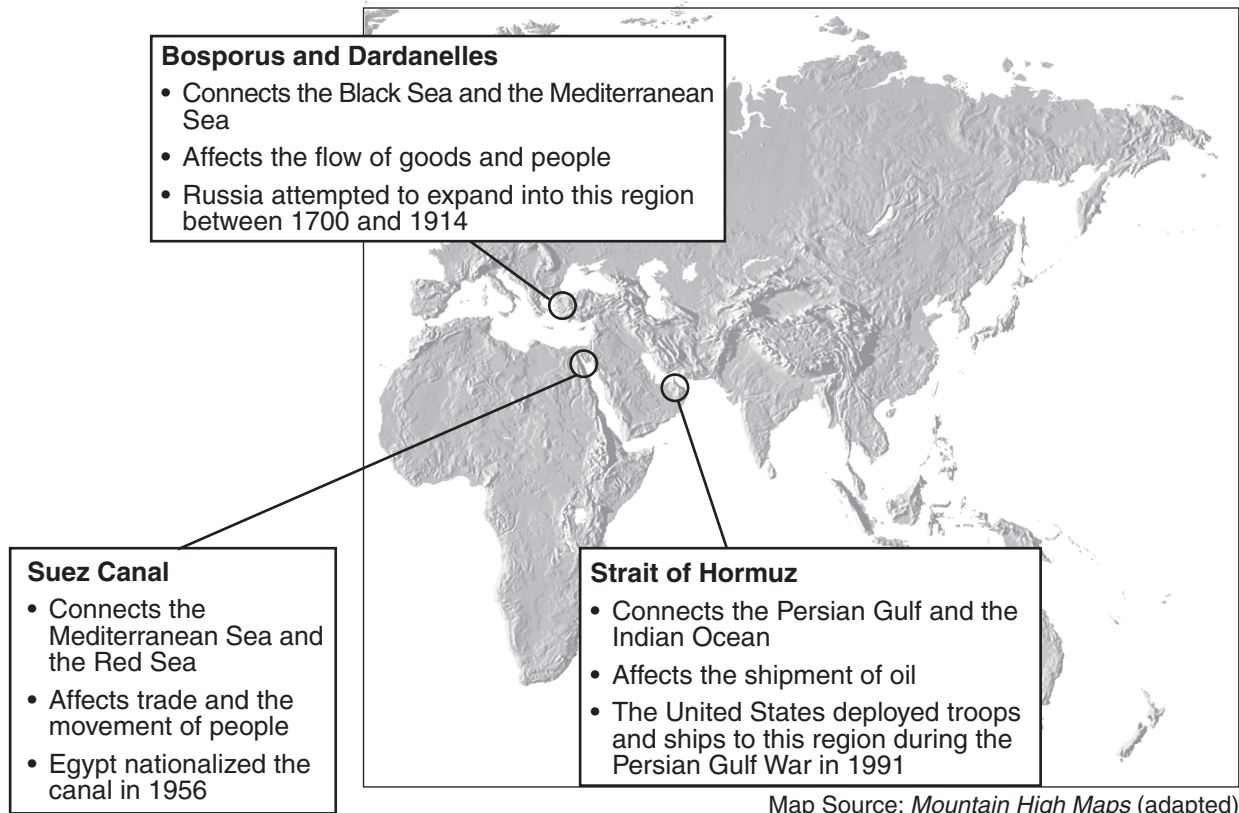 Bosporus and Dardanelles
• Connects the Black Sea and the Mediterranean
Sea
• Affects the flow of goods and people
• Russia attempted to expand into this region
between 1700 and 1914
Suez Canal
• Connects the
Mediterranean Sea and
the Red Sea
• Affects trade and the
movement of people
• Egypt nationalized the
canal in 1956
Strait of Hormuz
• Connects the Persian Gulf and the
Indian Ocean
• Affects the shipment of oil
• The United States deployed troops
and ships to this region during the
Persian Gulf War in 1991
Map Source: Mountain High Maps (adapted)